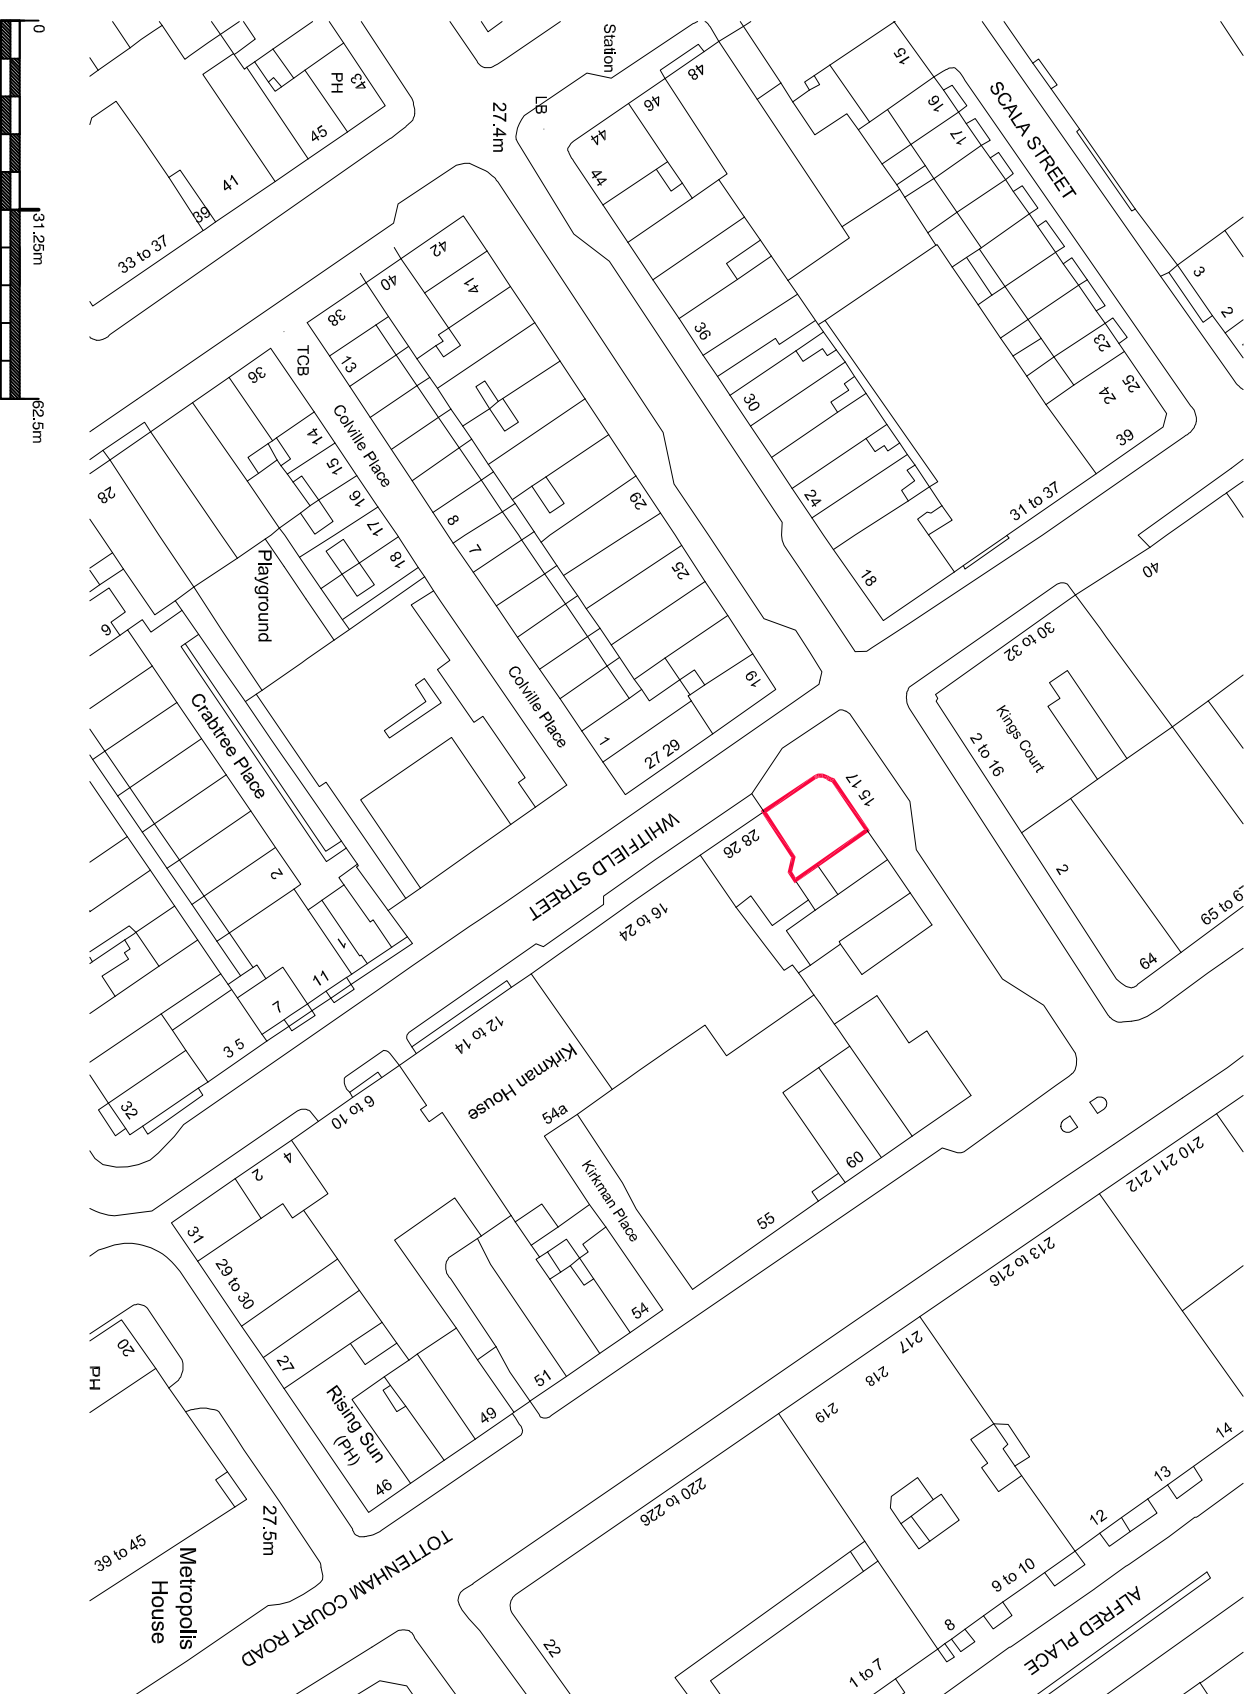 0
31.25m
62.5m
Station
LB
27.4m
43
PH
45
41
39
33 to 37
48
46
44
44
15
16
17
SCALA STREET
3
2
23
25
24
39
31 to 37
36
30
24
18
42
41
40
38
13
TCB
Colville Place
36
14
15
16
17
18
28
8
7
29
25
19
27 29
1
Colville Place
Playground
9
Crabtree Place
2
1
11
7
3 5
32
40
30 to 32
Kings Court
2 to 16
2
64
15 17
28 26
WHITFIELD STREET
16 to 24
12 to 14
Kirkman House
54a
Kirkman Place
6 to 10
4
2
31
29 to 30
27
Rising Sun
(PH)
46
49
51
54
55
60
210 211 212
213 to 216
217
218
219
220 to 226
14
13
12
9 to 10
8
1 to 7
ALFRED PLACE
22
TOTTENHAM COURT ROAD
20
PH
39 to 45
27.5m
Metropolis
House